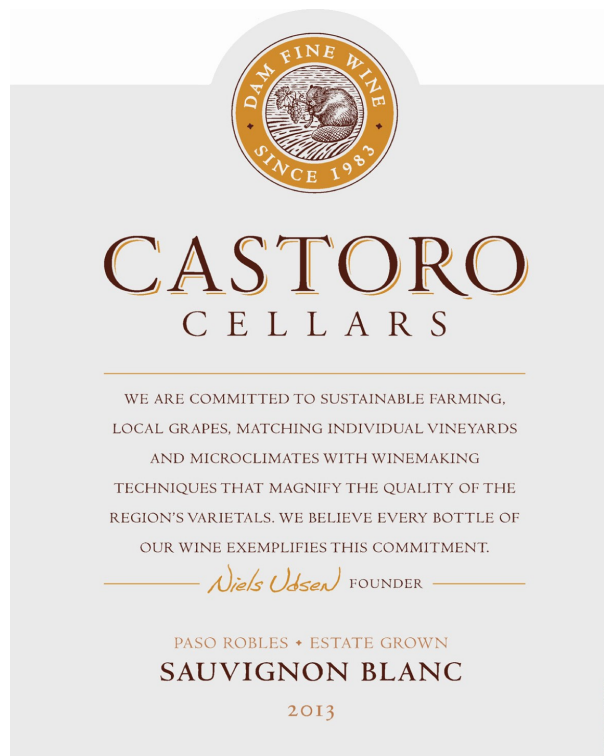 DAM FINE WINE
SINCE 1983
CASTORO
CELLARS
WE ARE COMMITTED TO SUSTAINABLE FARMING,
LOCAL GRAPES, MATCHING INDIVIDUAL VINEYARDS
AND MICROCLIMATES WITH WINEMAKING
TECHNIQUES THAT MAGNIFY THE QUALITY OF THE
REGION'S VARIETALS. WE BELIEVE EVERY BOTTLE OF
OUR WINE EXEMPLIFIES THIS COMMITMENT.
Niels Udsen FOUNDER
PASO ROBLES ✦ ESTATE GROWN
SAUVIGNON BLANC
2013